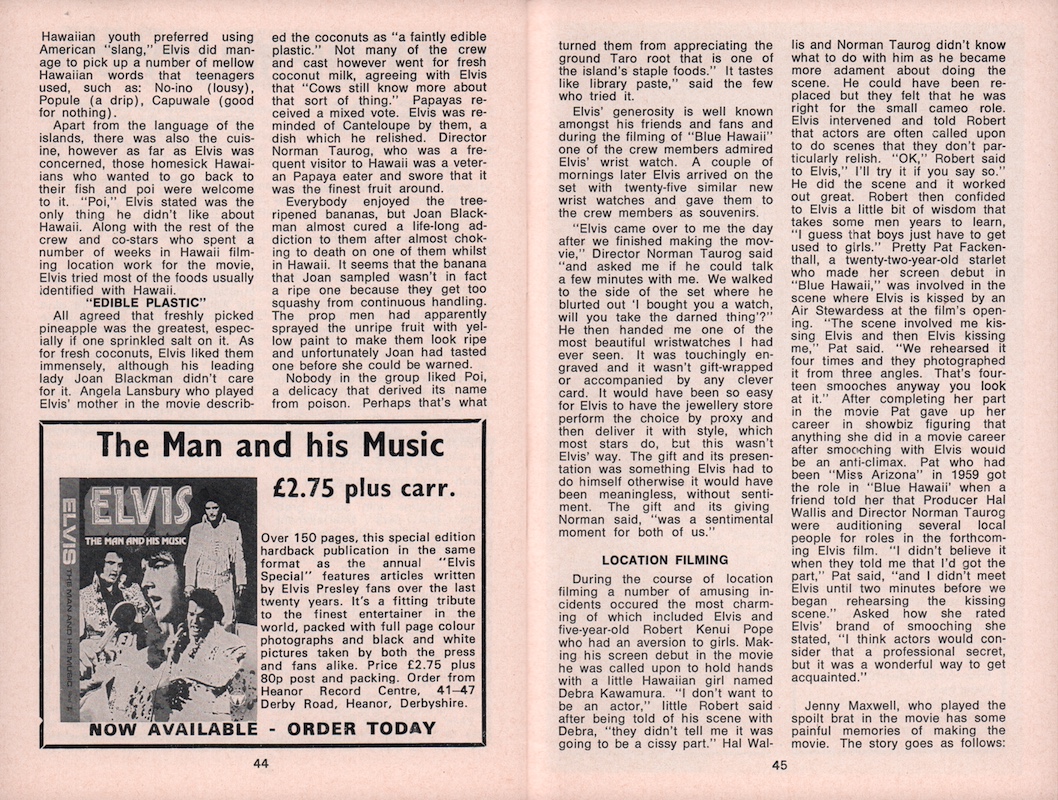 Hawaiian youth preferred using
American "slang," Elvis did man-
age to pick up a number of mellow
Hawaiian words that teenagers
used, such as: No-ino (lousy),
Popule (a drip), Capuwale (good
for nothing).
Apart from the language of the
islands, there was also the cuis-
ine, however as far as Elvis was
concerned, those homesick Hawai-
ians who wanted to go back to
their fish and poi were welcome
to it. "Poi," Elvis stated was the
only thing he didn't like about
Hawaii. Along with the rest of the
crew and co-stars who spent a
number of weeks in Hawaii film-
ing location work for the movie,
Elvis tried most of the foods usually
identified with Hawaii.
"EDIBLE PLASTIC"
All agreed that freshly picked
pineapple was the greatest, espec-
ially if one sprinkled salt on it. As
for fresh coconuts, Elvis liked them
immensely, although his leading
lady Joan Blackman didn't care
for it. Angela Lansbury who played
Elvis' mother in the movie describ-
ed the coconuts as "a faintly edible
plastic." Not many of the crew
and cast however went for fresh
coconut milk, agreeing with Elvis
that "Cows still know more about
that sort of thing." Papayas re-
ceived a mixed vote. Elvis was re-
minded of Canteloupe by them, a
dish which he relished. Director
Norman Taurog, who was a fre-
quent visitor to Hawaii was a veter-
an Papaya eater and swore that it
was the finest fruit around.
Everybody enjoyed the tree-
ripened bananas, but Joan Black-
man almost cured a life-long ad-
diction to them after almost chok-
ing to death on one of them whilst
in Hawaii. It seems that the banana
that Joan sampled wasn't in fact
a ripe one because they get too
squashy from continuous handling.
The prop men had apparently
sprayed the unripe fruit with yel-
low paint to make them look ripe
and unfortunately Joan had tasted
one before she could be warned.
Nobody in the group liked Poi,
a delicacy that derived its name
from poison. Perhaps that's what
The Man and his Music
£2.75 plus carr.
ELVIS
THE MAN AND HIS MUSIC
ELVIS THE MAN AND HIS MUSIC
Over 150 pages, this special edition
hardback publication in the same
format as the annual "Elvis
Special" features articles written
by Elvis Presley fans over the last
twenty years. It's a fitting tribute
to the finest entertainer in the
world, packed with full page colour
photographs and black and white
pictures taken by both the press
and fans alike. Price £2.75 plus
80p post and packing. Order from
Heanor Record Centre, 41–47
Derby Road, Heanor, Derbyshire.
NOW AVAILABLE - ORDER TODAY
44
turned them from appreciating the
ground Taro root that is one of
the island's staple foods." It tastes
like library paste," said the few
who tried it.
Elvis' generosity is well known
amongst his friends and fans and
during the filming of "Blue Hawaii"
one of the crew members admired
Elvis' wrist watch. A couple of
mornings later Elvis arrived on the
set with twenty-five similar new
wrist watches and gave them to
the crew members as souvenirs.
"Elvis came over to me the day
after we finished making the mov-
vie," Director Norman Taurog said
"and asked me if he could talk
a few minutes with me. We walked
to the side of the set where he
blurted out 'I bought you a watch,
will you take the darned thing'?"
He then handed me one of the
most beautiful wristwatches I had
ever seen. It was touchingly en-
graved and it wasn't gift-wrapped
or accompanied by any clever
card. It would have been so easy
for Elvis to have the jewellery store
perform the choice by proxy and
then deliver it with style, which
most stars do, but this wasn't
Elvis' way. The gift and its presen-
tation was something Elvis had to
do himself otherwise it would have
been meaningless, without senti-
ment. The gift and its giving
Norman said, "was a sentimental
moment for both of us."
LOCATION FILMING
During the course of location
filming a number of amusing in-
cidents occured the most charm-
ing of which included Elvis and
five-year-old Robert Kenui Pope
who had an aversion to girls. Mak-
ing his screen debut in the movie
he was called upon to hold hands
with a little Hawaiian girl named
Debra Kawamura. "I don't want to
be an actor," little Robert said
after being told of his scene with
Debra, "they didn't tell me it was
going to be a cissy part." Hal Wal-
lis and Norman Taurog didn't know
what to do with him as he became
more adament about doing the
scene. He could have been re-
placed but they felt that he was
right for the small cameo role.
Elvis intervened and told Robert
that actors are often called upon
to do scenes that they don't par-
ticularly relish. "OK," Robert said
to Elvis," I'll try it if you say so."
He did the scene and it worked
out great. Robert then confided
to Elvis a little bit of wisdom that
takes some men years to learn,
"I guess that boys just have to get
used to girls." Pretty Pat Facken-
thall, a twenty-two-year-old starlet
who made her screen debut in
"Blue Hawaii," was involved in the
scene where Elvis is kissed by an
Air Stewardess at the film's open-
ing. "The scene involved me kis-
sing Elvis and then Elvis kissing
me," Pat said. "We rehearsed it
four times and they photographed
it from three angles. That's four-
teen smooches anyway you look
at it." After completing her part
in the movie Pat gave up her
career in showbiz figuring that
anything she did in a movie career
after smooching with Elvis would
be an anti-climax. Pat who had
been "Miss Arizona" in 1959 got
the role in "Blue Hawaii' when a
friend told her that Producer Hal
Wallis and Director Norman Taurog
were auditioning several local
people for roles in the forthcom-
ing Elvis film. "I didn't believe it
when they told me that I'd got the
part," Pat said, "and I didn't meet
Elvis until two minutes before we
began rehearsing the kissing
scene." Asked how she rated
Elvis' brand of smooching she
stated, "I think actors would con-
sider that a professional secret,
but it was a wonderful way to get
acquainted."
Jenny Maxwell, who played the
spoilt brat in the movie has some
painful memories of making the
movie. The story goes as follows:
45